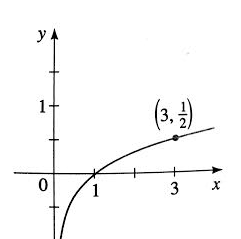 y
1
(3, 1/2)
0 1 3 x